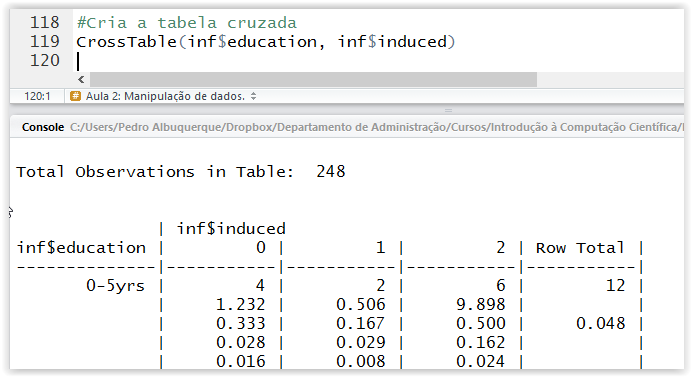 118 #Cria a tabela cruzada
119 CrossTable(inf$education, inf$induced)
120
120:1 # Aula 2: Manipulação de dados.
Console C:/Users/Pedro Albuquerque/Dropbox/Departamento de Administração/Cursos/Introdução à Computação Científica/
Total Observations in Table: 248
| inf$induced
inf$education | 0 | 1 | 2 | Row Total |
--------------|-----------|-----------|-----------|-----------|
0-5yrs | 4 | 2 | 6 | 12 |
| 1.232 | 0.506 | 9.898 | |
| 0.333 | 0.167 | 0.500 | 0.048 |
| 0.028 | 0.029 | 0.162 | |
| 0.016 | 0.008 | 0.024 | |